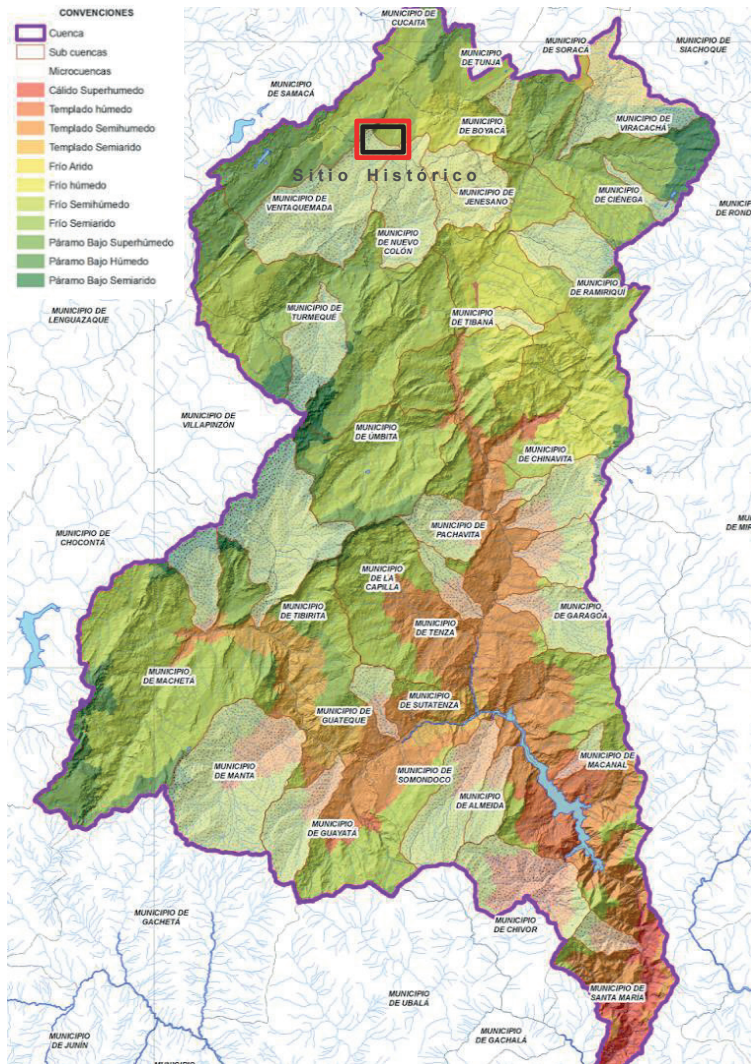 CONVENCIONES
Cuenca
Sub cuencas
Microcuencas
Cálido Superhumedo
Templado húmedo
Templado Semihumedo
Templado Semiarido
Frío Arido
Frío húmedo
Frío Semihúmedo
Frío Semiarido
Páramo Bajo Superhúmedo
Páramo Bajo Húmedo
Páramo Bajo Semiarido
MUNICIPIO DE
CUCAITA
MUNICIPIO
DE TUNJA
MUNICIPIO
DE SORACÁ
MUNICIPIO
DE
SIACHOQUE
MUNICIPIO
DE SAMACÁ
MUNICIPIO
DE BOYACÁ
MUNICIPIO DE
VIRACACHÁ
Sitio Histórico
MUNICIPIO DE
VENTAQUEMADA
MUNICIPIO
DE JENESANO
MUNICIPIO
DE CIÉNEGA
MUNICIPIO
DE NUEVO
COLÓN
MUNICIPIO
DE RAMIRIQUÍ
MUNICIPIO DE
LENGUAZAQUE
MUNICIPIO DE
TURMEQUÉ
MUNICIPIO
DE TIBANÁ
MUNICIPIO DE
VILLAPINZÓN
MUNICIPIO
DE ÚMBITA
MUNICIPIO
DE CHINAVITA
MUNICIPIO DE
PACHAVITA
MUNICIPIO
DE
CHOCONTÁ
MUNICIPIO
DE LA
CAPILLA
MUNICIPIO
DE TIBIRITA
MUNICIPIO
DE TENZA
MUNICIPIO
DE GARAGOA
MUNICIPIO
DE MACHETÁ
MUNICIPIO DE
GUATEQUE
MUNICIPIO
DE SUTATENZA
MUNICIPIO
DE MANTA
MUNICIPIO DE
SOMONDOCO
MUNICIPIO DE
MACANAL
MUNICIPIO
DE ALMEIDA
MUNICIPIO
DE GUAYATÁ
MUNICIPIO DE
GACHETÁ
MUNICIPIO
DE CHIVOR
MUNICIPIO DE
SANTA MARÍA
MUNICIPIO
DE UBALÁ
MUNICIPIO
DE JUNÍN
MUNICIPIO
DE GACHALÁ